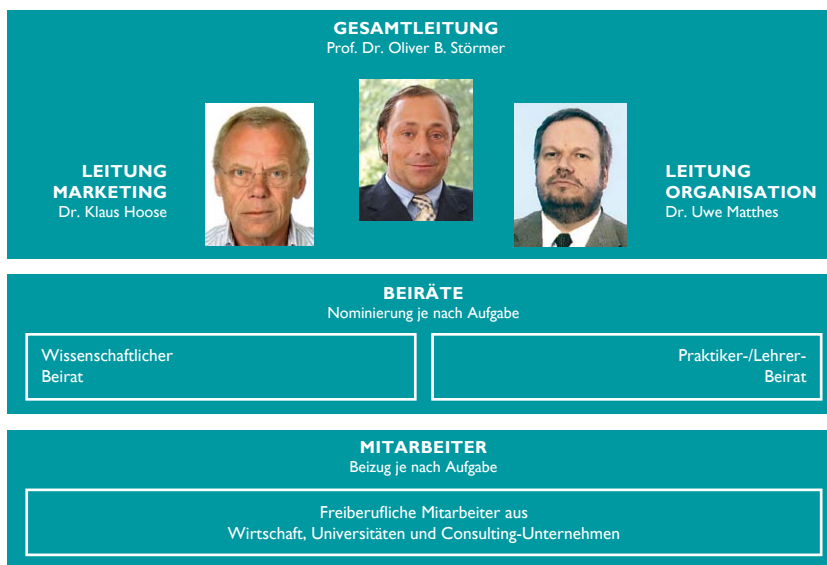 GESAMTLEITUNG
Prof. Dr. Oliver B. Störmer
LEITUNG
MARKETING
Dr. Klaus Hoose
LEITUNG
ORGANISATION
Dr. Uwe Matthes
BEIRÄTE
Nominierung je nach Aufgabe
Wissenschaftlicher
Beirat
Praktiker-/Lehrer-
Beirat
MITARBEITER
Beizug je nach Aufgabe
Freiberufliche Mitarbeiter aus
Wirtschaft, Universitäten und Consulting-Unternehmen